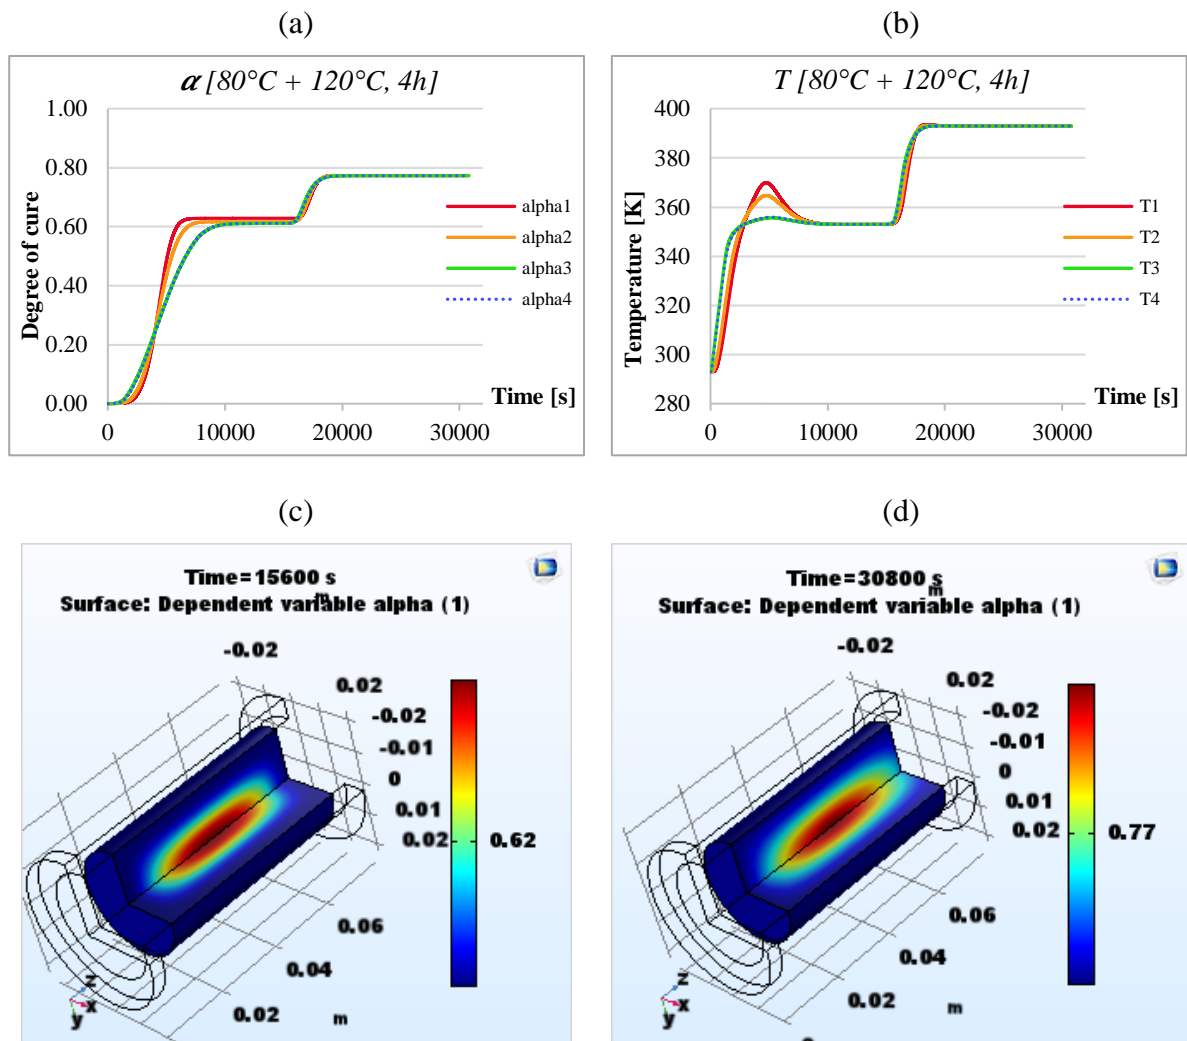 (a)
(b)
α [80°C + 120°C, 4h]
1.00
0.80
0.60
0.40
0.20
0.00
Degree of cure
0
10000
20000
30000
Time [s]
alpha1
alpha2
alpha3
alpha4
T [80°C + 120°C, 4h]
400
380
360
340
320
300
280
Temperature [K]
0
10000
20000
30000
Time [s]
T1
T2
T3
T4
(c)
(d)
Time=15600 s
m
Surface: Dependent variable alpha (1)
-0.02
0.02
-0.02
-0.01
0
0.01
0.02
0.62
0.06
0.04
0.02
m
z
x
y
Time=30800 s
m
Surface: Dependent variable alpha (1)
-0.02
0.02
-0.02
-0.01
0
0.01
0.02
0.77
0.06
0.04
0.02
m
z
x
y